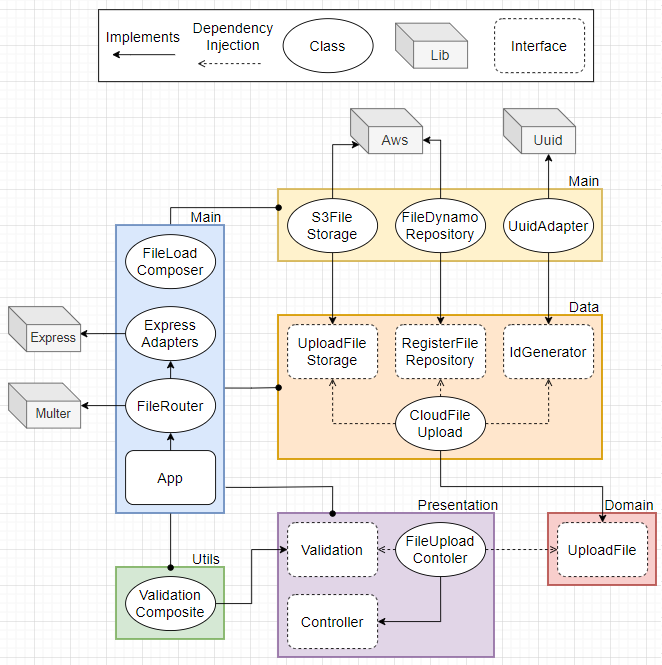 Implements
Dependency
Injection
Class
Lib
Interface
Aws
Uuid
Main
S3File
Storage
FileDynamo
Repository
UuidAdapter
Main
FileLoad
Composer
Express
Adapters
Express
FileRouter
Multer
App
Data
UploadFile
Storage
RegisterFile
Repository
IdGenerator
CloudFile
Upload
Presentation
Validation
FileUpload
Contoler
Controller
Domain
UploadFile
Utils
Validation
Composite